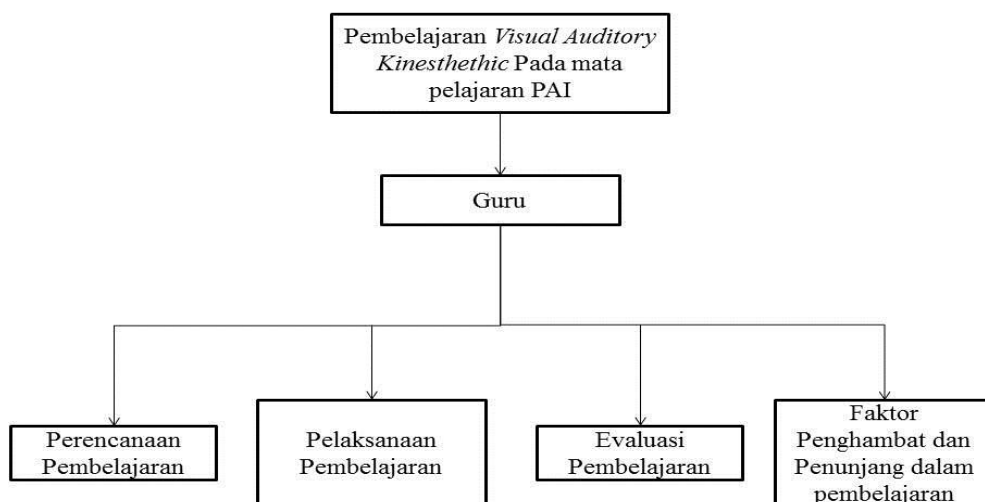 Pembelajaran Visual Auditory
Kinesthethic Pada mata
pelajaran PAI
Guru
Perencanaan
Pembelajaran
Pelaksanaan
Pembelajaran
Evaluasi
Pembelajaran
Faktor
Penghambat dan
Penunjang dalam
pembelajaran